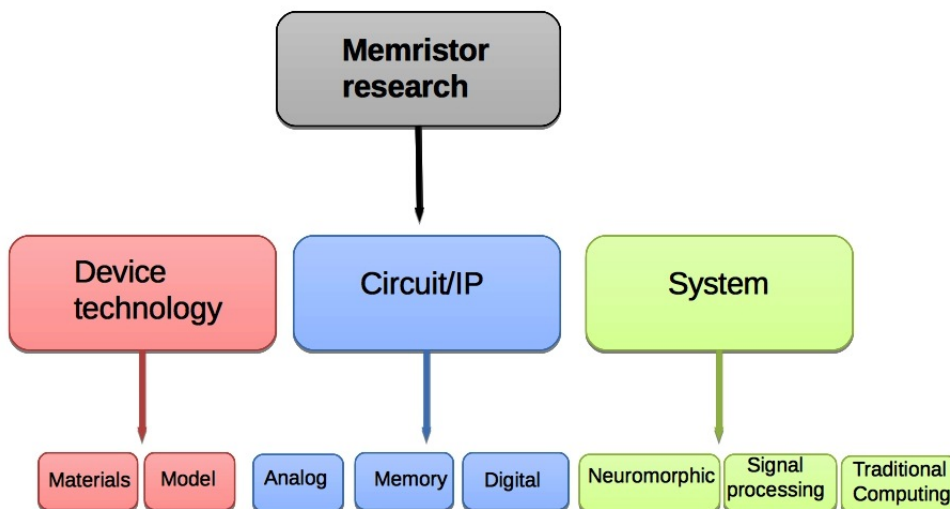 Memristor
research
Device
technology
Circuit/IP
System
Materials
Model
Analog
Memory
Digital
Neuromorphic
Signal
processing
Traditional
Computing